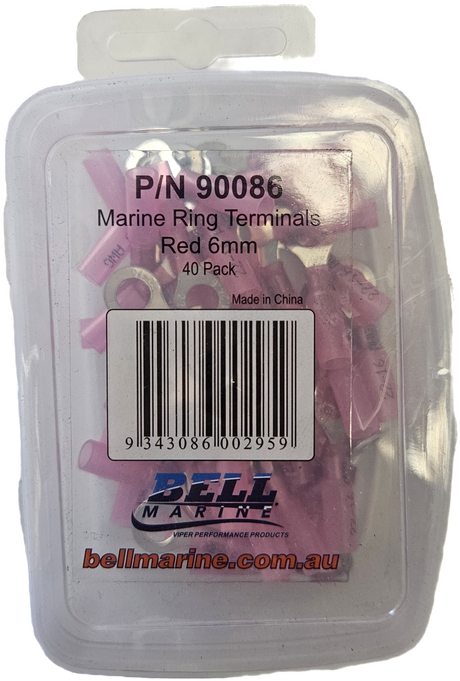 P/N 90086
Marine Ring Terminals
Red 6mm
40 Pack
Made in China
9 343086 002959
BELL
MARINE
VIPER PERFORMANCE PRODUCTS
bellmarine.com.au